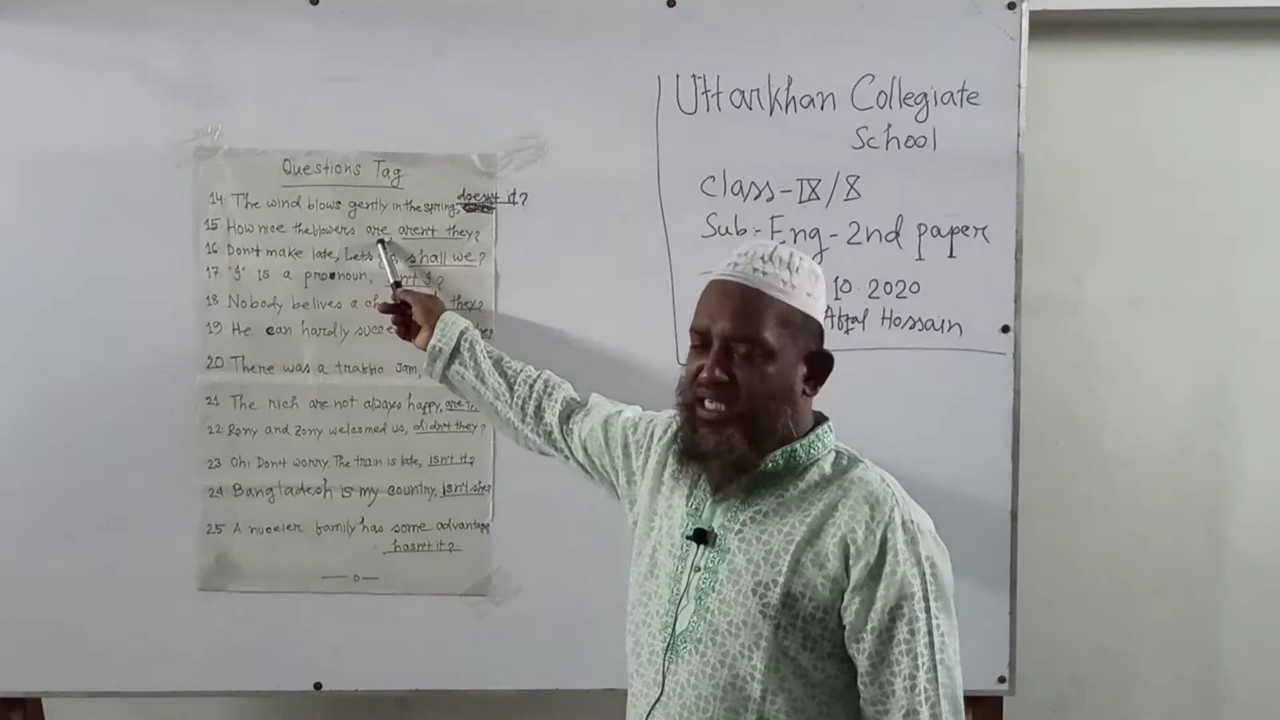 Questions Tag
14 The wind blows gently in the spring, doesn't it?
15 How nice the blowers are aren't they?
16 Don't make late, Let's shall we?
17 "I" is a pronoun,
18 Nobody belives a they?
19 He can hardly
20 There was a traffic Jam,
21 The rich are not always happy,
22 Rony and Zony welcomed us, didn't they?
23 Oh! Don't worry. The train is late, isn't it?
24 Bangladesh is my country, isn't she?
25 A nuceler family has some advantage
hasn't it?
Uttarkhan Collegiate
School
Class-IX/X
Sub:-Eng-2nd paper
10.2020
Afzal Hossain